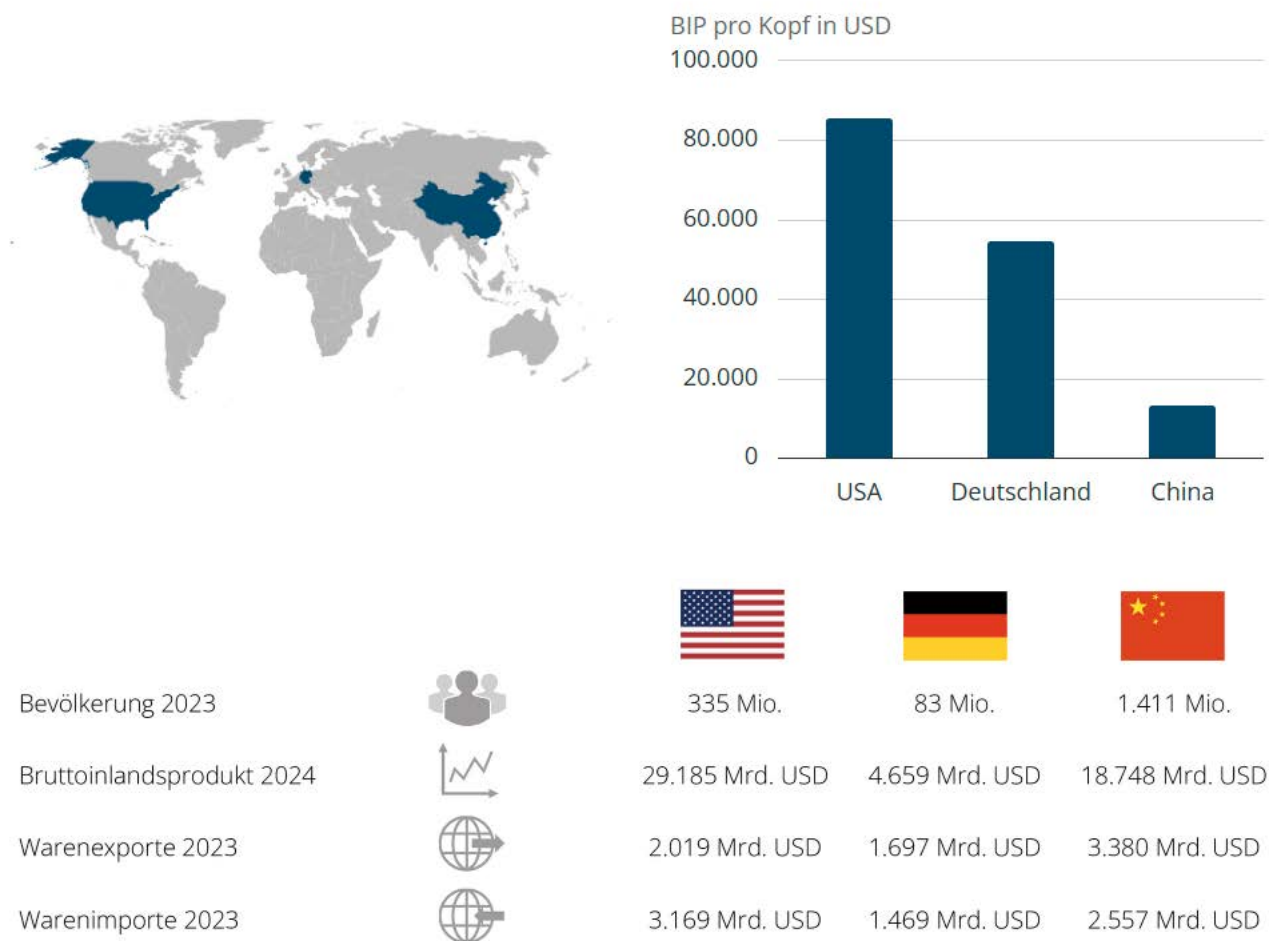 BIP pro Kopf in USD
100.000
80.000
60.000
40.000
20.000
0
USA Deutschland China
Bevölkerung 2023 335 Mio. 83 Mio. 1.411 Mio.
Bruttoinlandsprodukt 2024 29.185 Mrd. USD 4.659 Mrd. USD 18.748 Mrd. USD
Warenexporte 2023 2.019 Mrd. USD 1.697 Mrd. USD 3.380 Mrd. USD
Warenimporte 2023 3.169 Mrd. USD 1.469 Mrd. USD 2.557 Mrd. USD